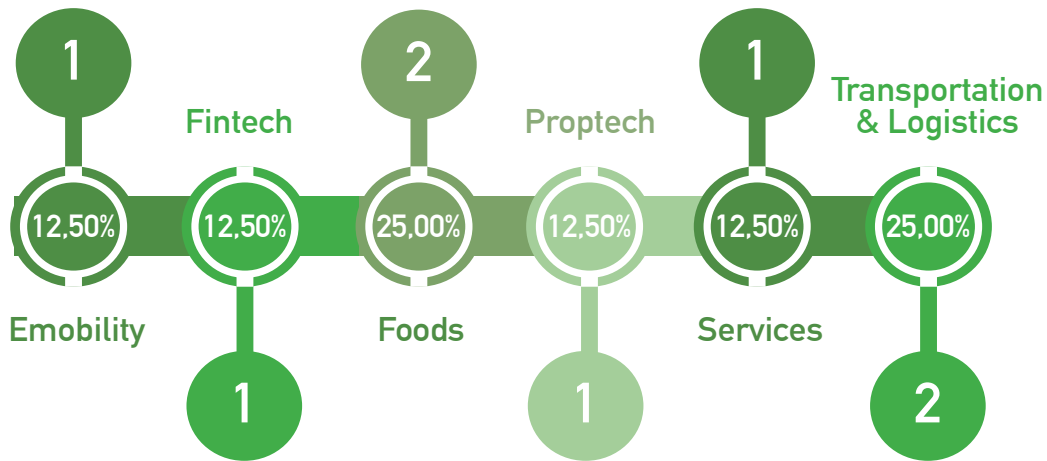 1
2
1
Fintech
Proptech
Transportation
& Logistics
12,50%
12,50%
25,00%
12,50%
12,50%
25,00%
Emobility
Foods
Services
1
1
2